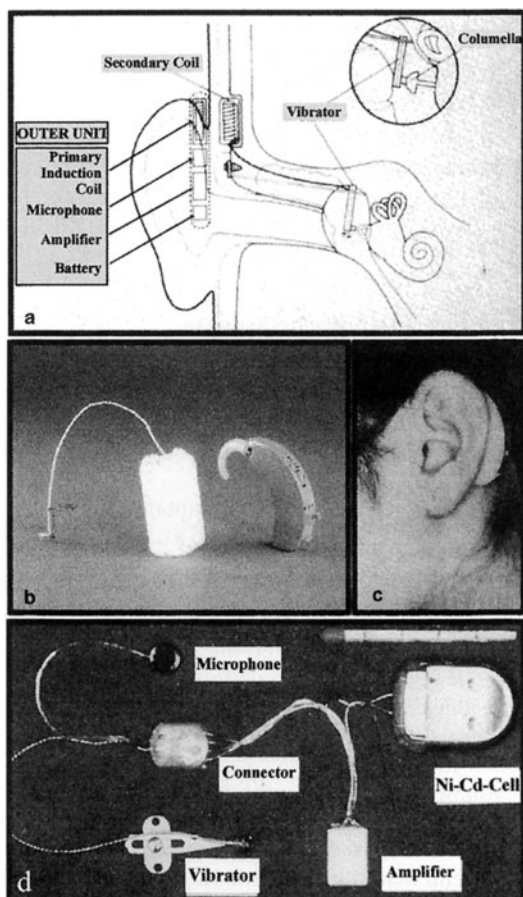 Secondary Coil
Columella
Vibrator
OUTER UNIT
Primary
Induction
Coil
Microphone
Amplifier
Battery
a
b
c
Microphone
Connector
Ni-Cd-Cell
Vibrator
Amplifier
d